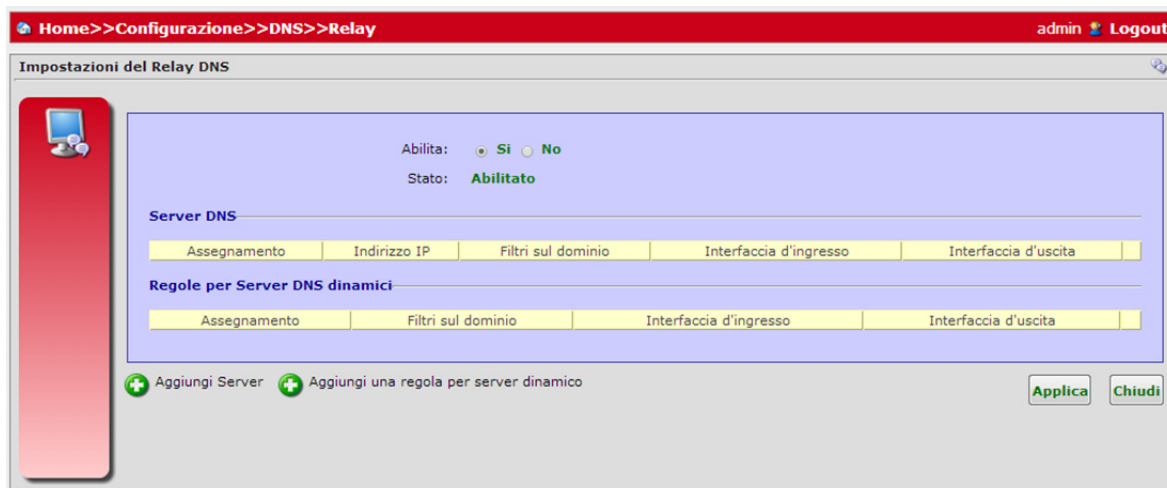 Home>>Configurazione>>DNS>>Relay admin Logout
Impostazioni del Relay DNS
Abilita: Si No
Stato: Abilitato
Server DNS
Assegnamento Indirizzo IP Filtri sul dominio Interfaccia d'ingresso Interfaccia d'uscita
Regole per Server DNS dinamici
Assegnamento Filtri sul dominio Interfaccia d'ingresso Interfaccia d'uscita
Aggiungi Server Aggiungi una regola per server dinamico
Applica Chiudi